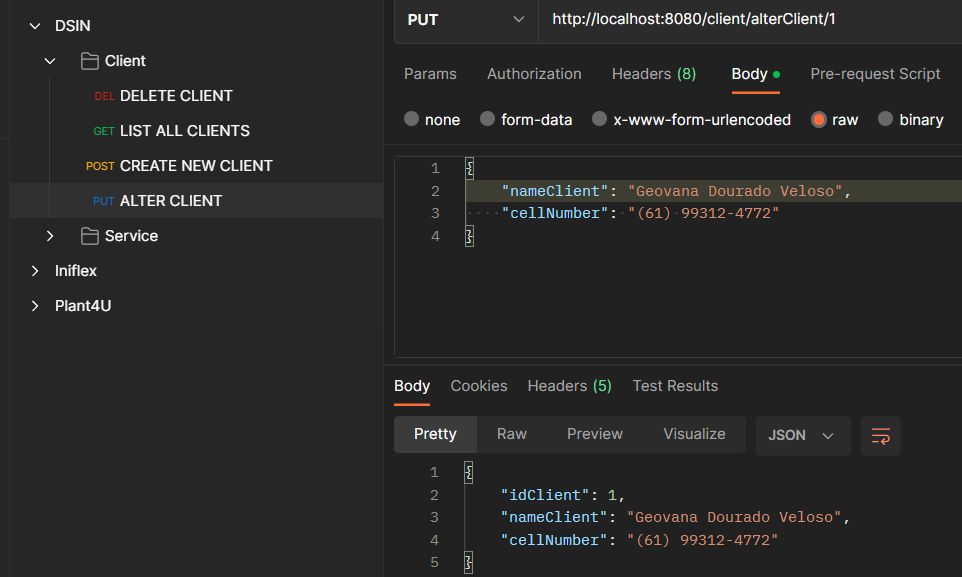 DSIN
Client
DEL DELETE CLIENT
GET LIST ALL CLIENTS
POST CREATE NEW CLIENT
PUT ALTER CLIENT
Service
Iniflex
Plant4U
PUT http://localhost:8080/client/alterClient/1
Params Authorization Headers (8) Body Pre-request Script
none form-data x-www-form-urlencoded raw binary
1 {
2 "nameClient": "Geovana Dourado Veloso",
3 "cellNumber": "(61) 99312-4772"
4 }
Body Cookies Headers (5) Test Results
Pretty Raw Preview Visualize JSON
1 {
2 "idClient": 1,
3 "nameClient": "Geovana Dourado Veloso",
4 "cellNumber": "(61) 99312-4772"
5 }